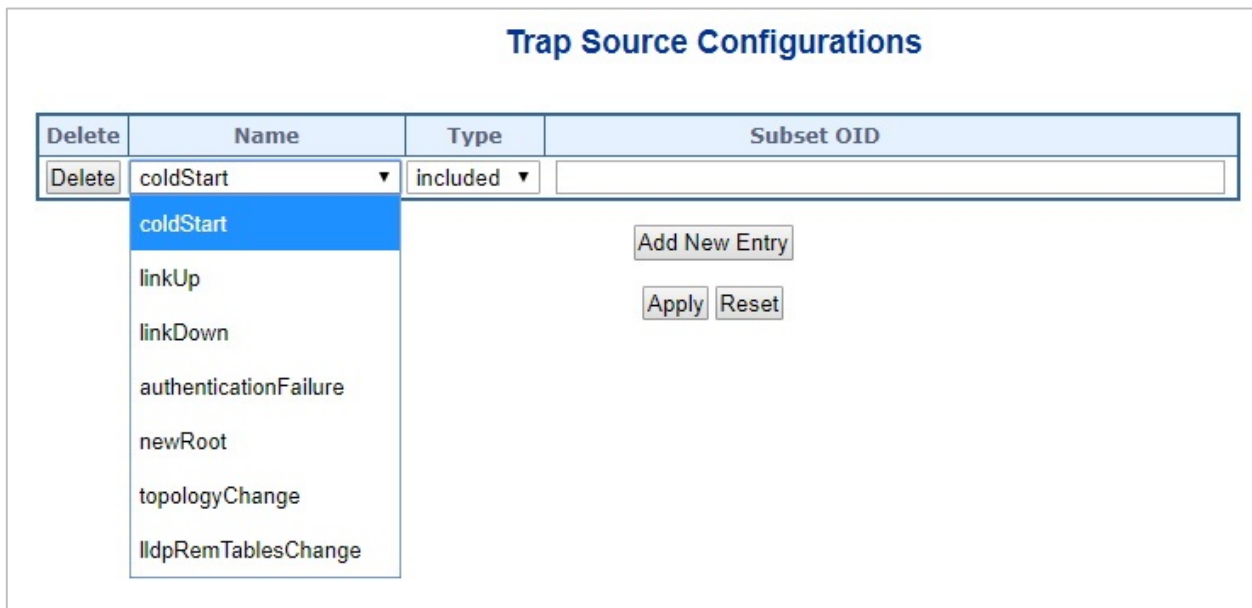 Trap Source Configurations
Delete Name Type Subset OID
Delete coldStart included
coldStart
linkUp
linkDown
authenticationFailure
newRoot
topologyChange
lldpRemTablesChange
Add New Entry
Apply Reset